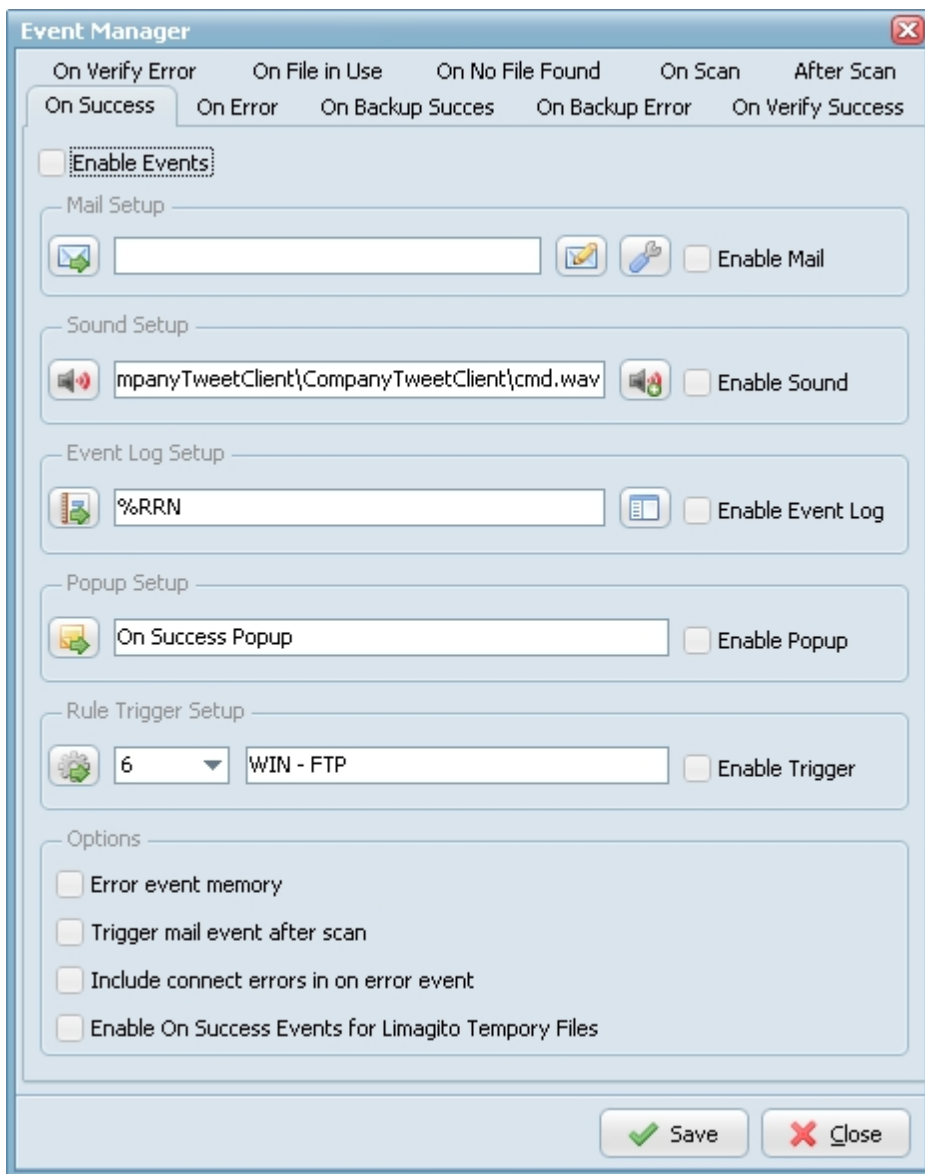 Event Manager
On Verify Error On File in Use On No File Found On Scan After Scan
On Success On Error On Backup Succes On Backup Error On Verify Success
Enable Events
Mail Setup
Enable Mail
Sound Setup
mpanyTweetClient\CompanyTweetClient\cmd.wav Enable Sound
Event Log Setup
%RRN Enable Event Log
Popup Setup
On Success Popup Enable Popup
Rule Trigger Setup
6 WIN - FTP Enable Trigger
Options
Error event memory
Trigger mail event after scan
Include connect errors in on error event
Enable On Success Events for Limagito Tempory Files
Save Close